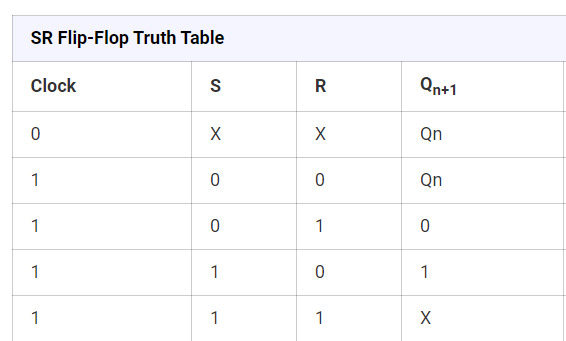 SR Flip-Flop Truth Table
Clock S R Qn+1
0 X X Qn
1 0 0 Qn
1 0 1 0
1 1 0 1
1 1 1 X